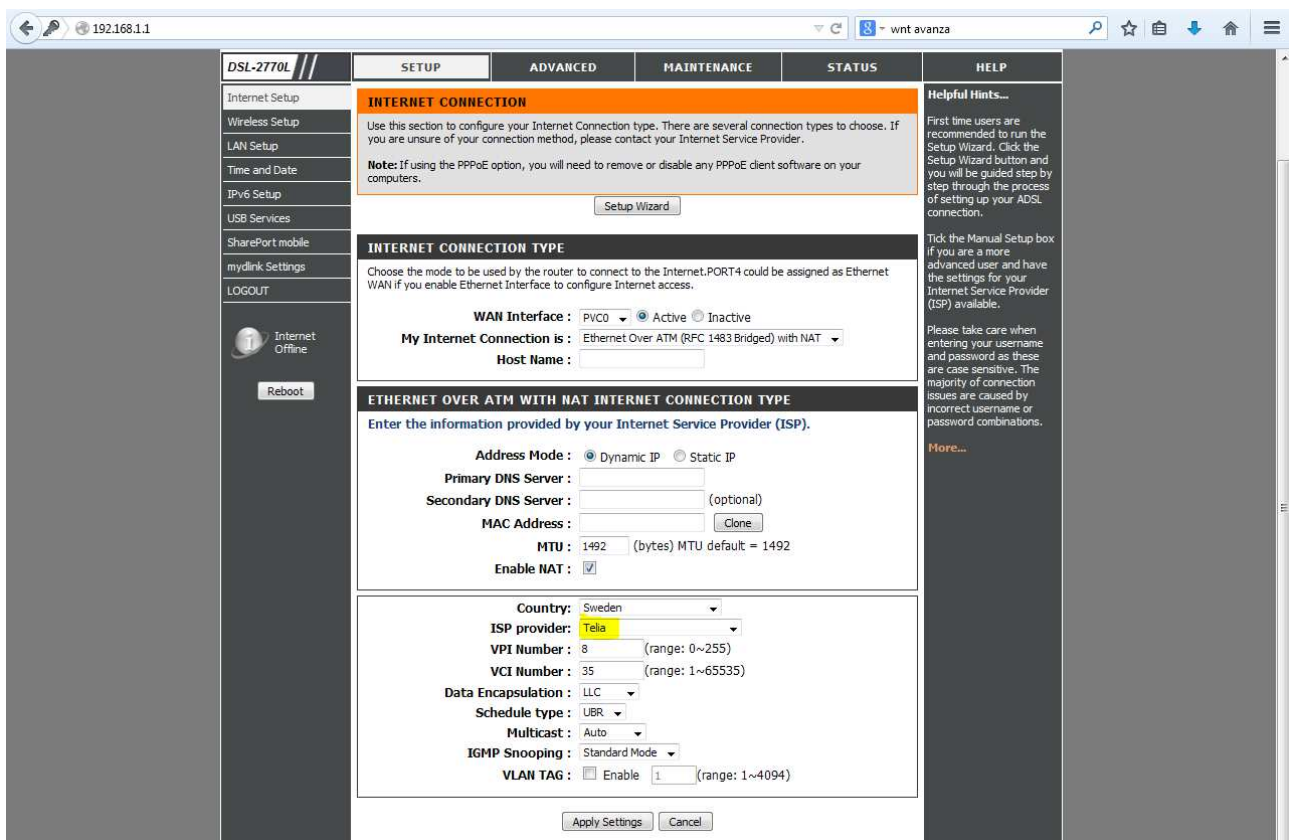 192.168.1.1
wnt avanza
DSL-2770L
SETUP
ADVANCED
MAINTENANCE
STATUS
HELP
Internet Setup
Wireless Setup
LAN Setup
Time and Date
IPv6 Setup
USB Services
SharePort mobile
mydlink Settings
LOGOUT
Internet
Offline
Reboot
INTERNET CONNECTION
Use this section to configure your Internet Connection type. There are several connection types to choose. If
you are unsure of your connection method, please contact your Internet Service Provider.
Note: If using the PPPoE option, you will need to remove or disable any PPPoE client software on your
computers.
Setup Wizard
INTERNET CONNECTION TYPE
Choose the mode to be used by the router to connect to the Internet.PORT4 could be assigned as Ethernet
WAN if you enable Ethernet Interface to configure Internet access.
WAN Interface : PVC0 Active Inactive
My Internet Connection is : Ethernet Over ATM (RFC 1483 Bridged) with NAT
Host Name :
ETHERNET OVER ATM WITH NAT INTERNET CONNECTION TYPE
Enter the information provided by your Internet Service Provider (ISP).
Address Mode : Dynamic IP Static IP
Primary DNS Server :
Secondary DNS Server : (optional)
MAC Address : Clone
MTU : 1492 (bytes) MTU default = 1492
Enable NAT :
Country: Sweden
ISP provider: Telia
VPI Number : 8 (range: 0~255)
VCI Number : 35 (range: 1~65535)
Data Encapsulation : LLC
Schedule type : UBR
Multicast : Auto
IGMP Snooping : Standard Mode
VLAN TAG : Enable 1 (range: 1~4094)
Apply Settings Cancel
Helpful Hints...
First time users are
recommended to run the
Setup Wizard. Click the
Setup Wizard button and
you will be guided step by
step through the process
of setting up your ADSL
connection.
Tick the Manual Setup box
if you are a more
advanced user and have
the settings for your
Internet Service Provider
(ISP) available.
Please take care when
entering your username
and password as these
are case sensitive. The
majority of connection
issues are caused by
incorrect username or
password combinations.
More...